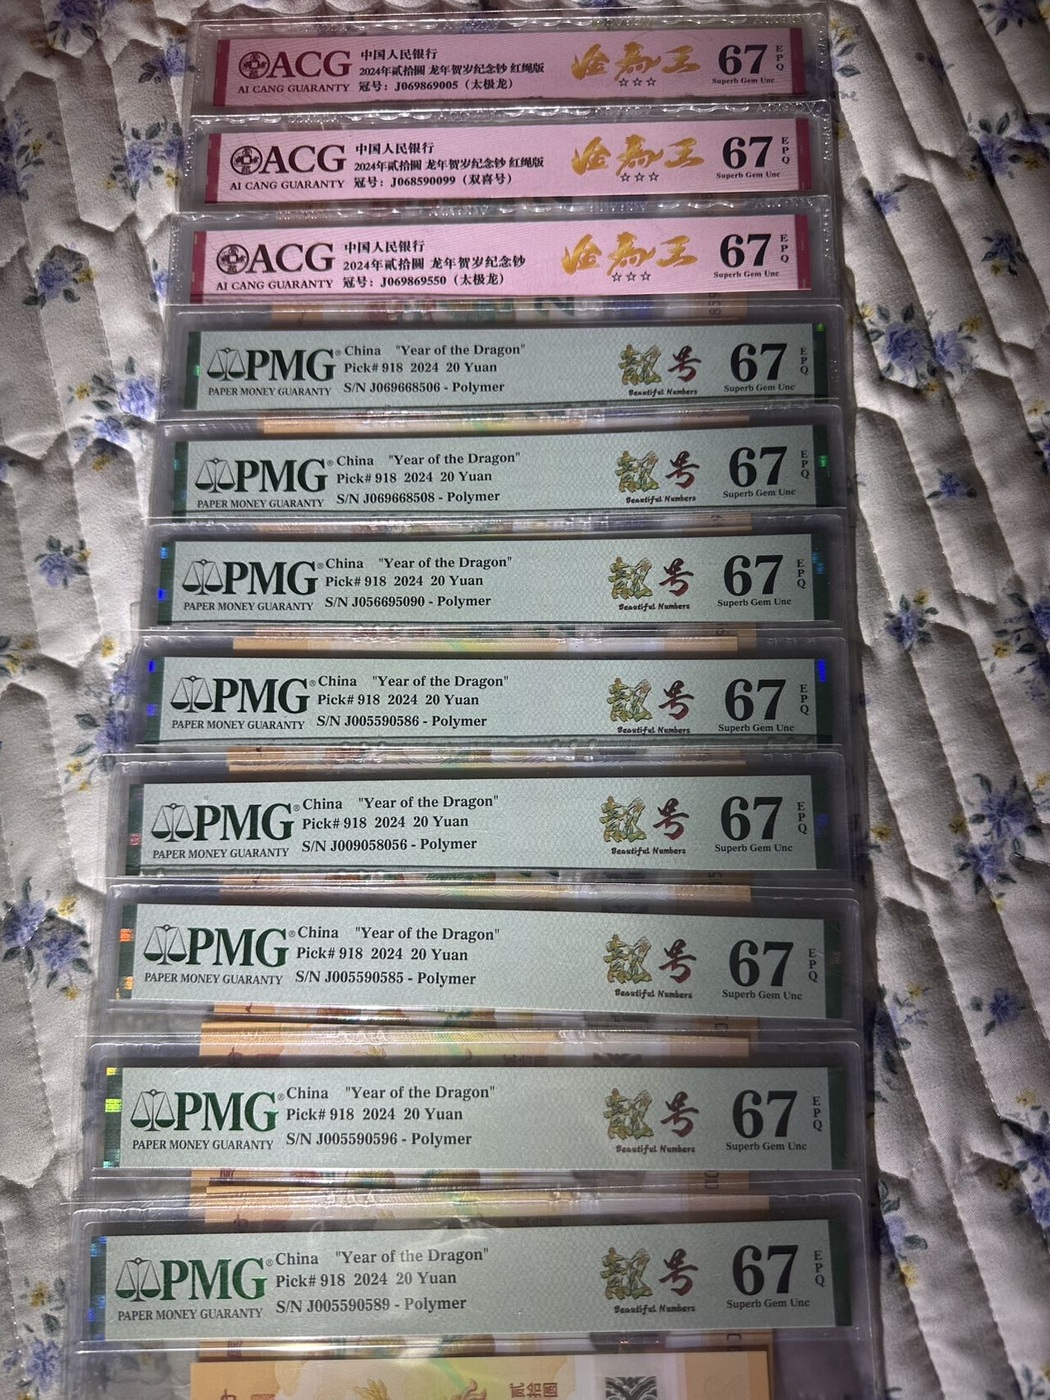 ACG
AI CANG GUARANTY
中国人民银行
2024年贰拾圆 龙年贺岁纪念钞 红绳版
冠号：J069869005（太极龙）
☆☆☆
67
EPQ
Superb Gem Unc
ACG
AI CANG GUARANTY
中国人民银行
2024年贰拾圆 龙年贺岁纪念钞 红绳版
冠号：J068590099（双喜号）
☆☆☆
67
EPQ
Superb Gem Unc
ACG
AI CANG GUARANTY
中国人民银行
2024年贰拾圆 龙年贺岁纪念钞
冠号：J069869550（太极龙）
☆☆☆
67
EPQ
Superb Gem Unc
PMG®
PAPER MONEY GUARANTY
China "Year of the Dragon"
Pick# 918 2024 20 Yuan
S/N J069668506 - Polymer
靓号
Beautiful Numbers
67
EPQ
Superb Gem Unc
PMG®
PAPER MONEY GUARANTY
China "Year of the Dragon"
Pick# 918 2024 20 Yuan
S/N J069668508 - Polymer
靓号
Beautiful Numbers
67
EPQ
Superb Gem Unc
PMG®
PAPER MONEY GUARANTY
China "Year of the Dragon"
Pick# 918 2024 20 Yuan
S/N J056695090 - Polymer
靓号
Beautiful Numbers
67
EPQ
Superb Gem Unc
PMG®
PAPER MONEY GUARANTY
China "Year of the Dragon"
Pick# 918 2024 20 Yuan
S/N J005590586 - Polymer
靓号
Beautiful Numbers
67
EPQ
Superb Gem Unc
PMG®
PAPER MONEY GUARANTY
China "Year of the Dragon"
Pick# 918 2024 20 Yuan
S/N J009058056 - Polymer
靓号
Beautiful Numbers
67
EPQ
Superb Gem Unc
PMG®
PAPER MONEY GUARANTY
China "Year of the Dragon"
Pick# 918 2024 20 Yuan
S/N J005590585 - Polymer
靓号
Beautiful Numbers
67
EPQ
Superb Gem Unc
PMG®
PAPER MONEY GUARANTY
China "Year of the Dragon"
Pick# 918 2024 20 Yuan
S/N J005590596 - Polymer
靓号
Beautiful Numbers
67
EPQ
Superb Gem Unc
PMG®
PAPER MONEY GUARANTY
China "Year of the Dragon"
Pick# 918 2024 20 Yuan
S/N J005590589 - Polymer
靓号
Beautiful Numbers
67
EPQ
Superb Gem Unc
贰拾圆